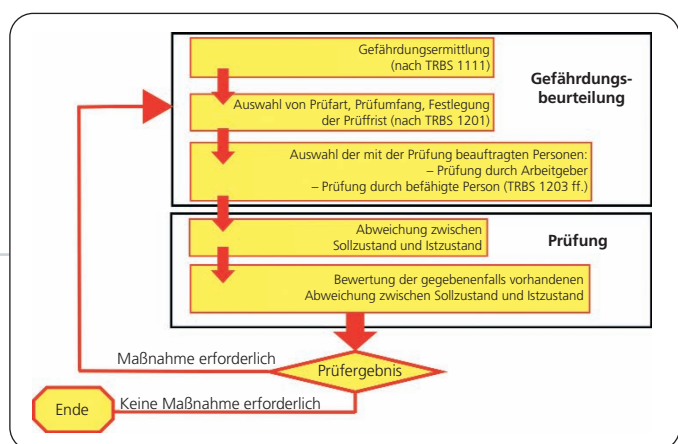 Gefährdungsermittlung
(nach TRBS 1111)
Gefährdungs-
beurteilung
Auswahl von Prüfart, Prüfumfang, Festlegung
der Prüffrist (nach TRBS 1201)
Auswahl der mit der Prüfung beauftragten Personen:
– Prüfung durch Arbeitgeber
– Prüfung durch befähigte Person (TRBS 1203 ff.)
Abweichung zwischen
Sollzustand und Istzustand
Prüfung
Bewertung der gegebenenfalls vorhandenen
Abweichung zwischen Sollzustand und Istzustand
Maßnahme erforderlich
Prüfergebnis
Ende
Keine Maßnahme erforderlich